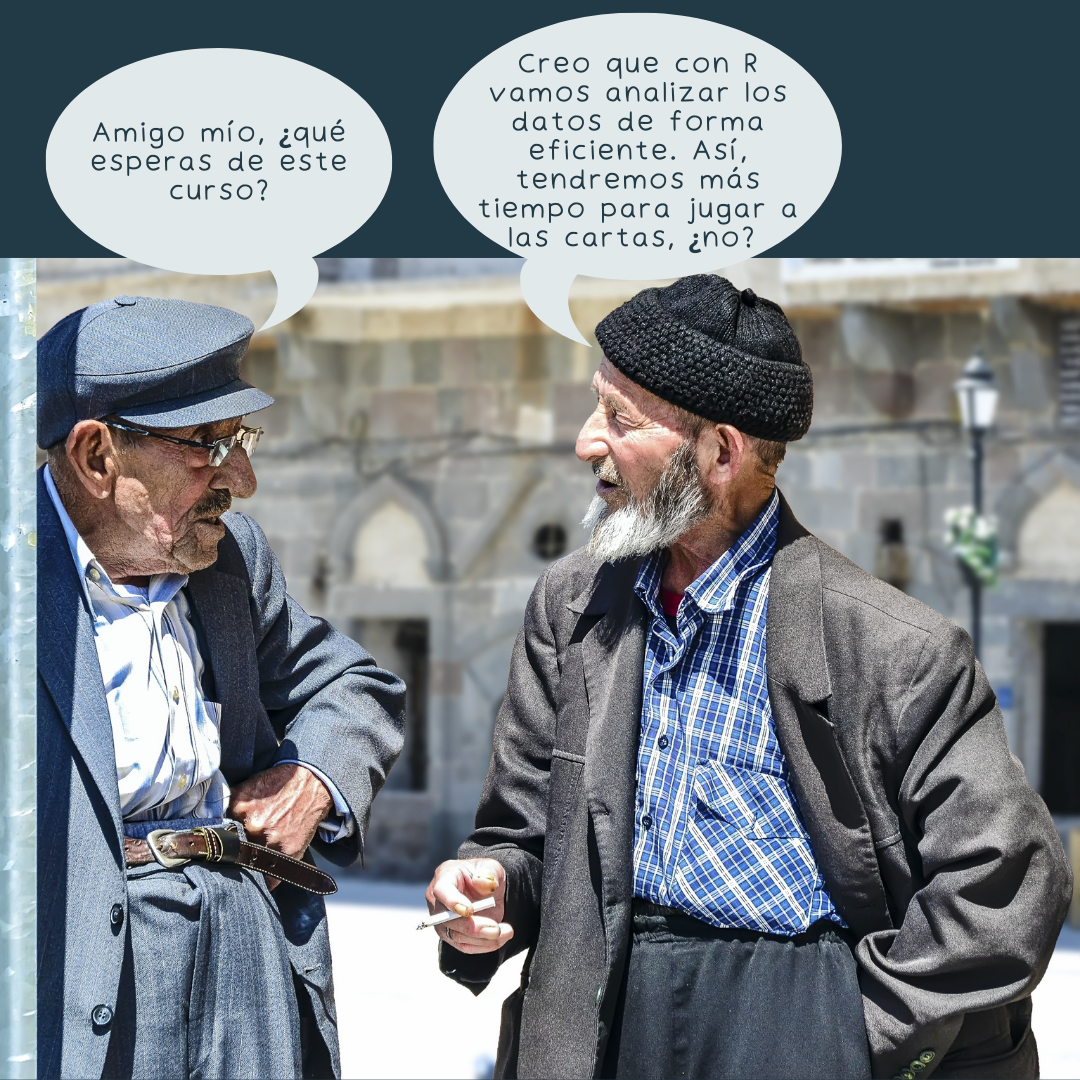 Amigo mío, ¿qué
esperas de este
curso?
Creo que con R
vamos analizar los
datos de forma
eficiente. Así,
tendremos más
tiempo para jugar a
las cartas, ¿no?